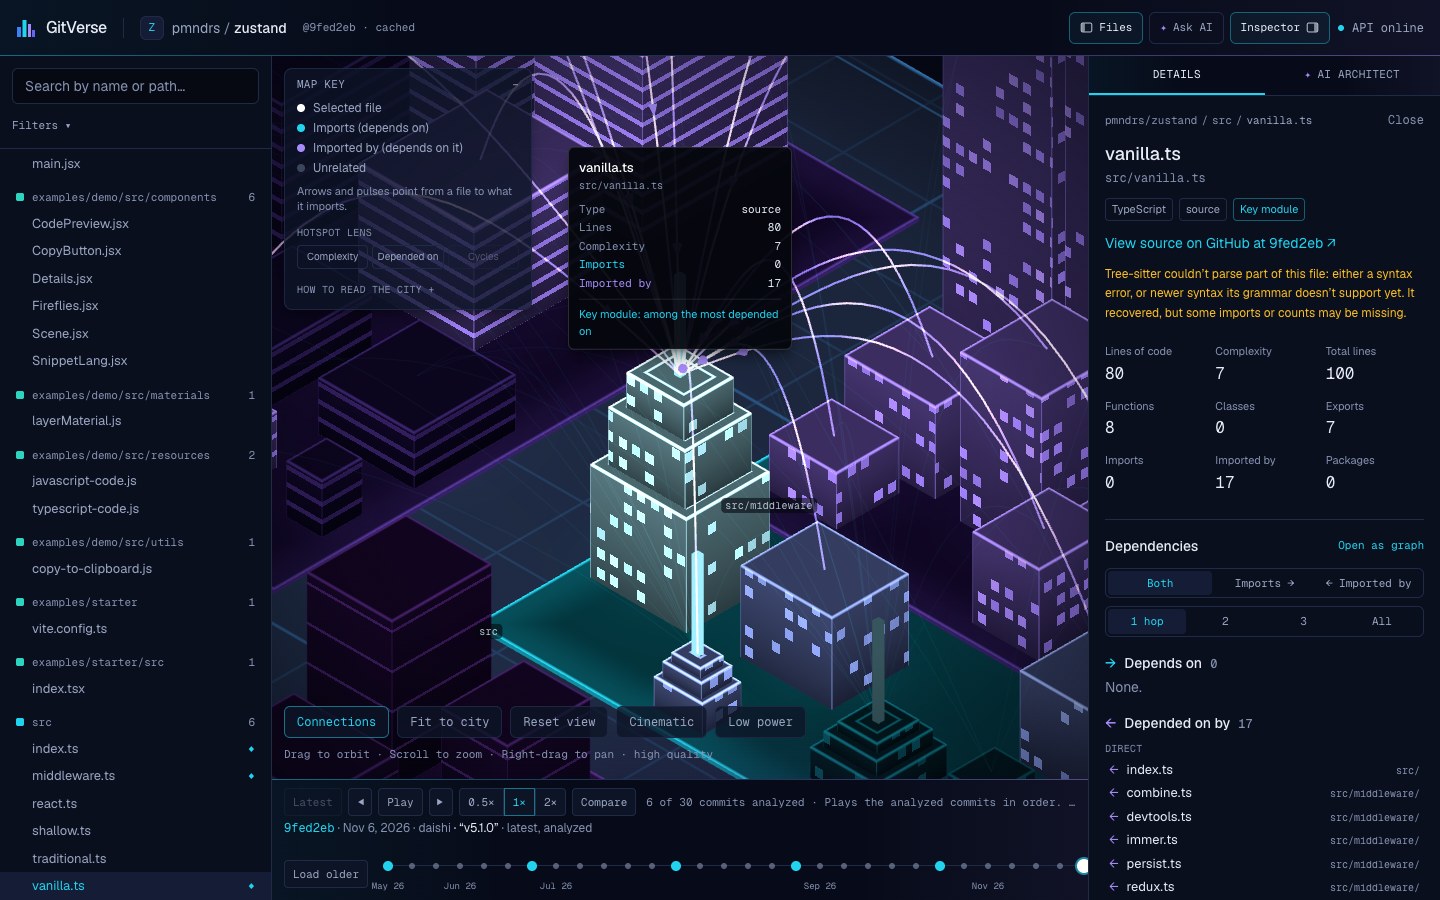 GitVerse
Z pmndrs / zustand @9fed2eb · cached
Files
✦ Ask AI
Inspector
API online
Search by name or path…
Filters ▾
main.jsx
examples/demo/src/components 6
CodePreview.jsx
CopyButton.jsx
Details.jsx
Fireflies.jsx
Scene.jsx
SnippetLang.jsx
examples/demo/src/materials 1
layerMaterial.js
examples/demo/src/resources 2
javascript-code.js
typescript-code.js
examples/demo/src/utils 1
copy-to-clipboard.js
examples/starter 1
vite.config.ts
examples/starter/src 1
index.tsx
src 6
index.ts
middleware.ts
react.ts
shallow.ts
traditional.ts
vanilla.ts
MAP KEY –
Selected file
Imports (depends on)
Imported by (depends on it)
Unrelated
Arrows and pulses point from a file to what
it imports.
HOTSPOT LENS
Complexity Depended on Cycles
HOW TO READ THE CITY +
vanilla.ts
src/vanilla.ts
Type source
Lines 80
Complexity 7
Imports 0
Imported by 17
Key module: among the most depended
on
src/middleware
src
Connections Fit to city Reset view Cinematic Low power
Drag to orbit · Scroll to zoom · Right-drag to pan · high quality
Latest ◀ Play ▶ 0.5× 1× 2× Compare 6 of 30 commits analyzed · Plays the analyzed commits in order. …
9fed2eb · Nov 6, 2026 · daishi · “v5.1.0” · latest, analyzed
Load older
May 26 Jun 26 Jul 26 Sep 26 Nov 26
DETAILS ✦ AI ARCHITECT
pmndrs/zustand / src / vanilla.ts Close
vanilla.ts
src/vanilla.ts
TypeScript source Key module
View source on GitHub at 9fed2eb ↗
Tree-sitter couldn’t parse part of this file: either a syntax
error, or newer syntax its grammar doesn’t support yet. It
recovered, but some imports or counts may be missing.
Lines of code Complexity Total lines
80 7 100
Functions Classes Exports
8 0 7
Imports Imported by Packages
0 17 0
Dependencies Open as graph
Both Imports → ← Imported by
1 hop 2 3 All
→ Depends on 0
None.
← Depended on by 17
DIRECT
← index.ts src/
← combine.ts src/middleware/
← devtools.ts src/middleware/
← immer.ts src/middleware/
← persist.ts src/middleware/
← redux.ts src/middleware/